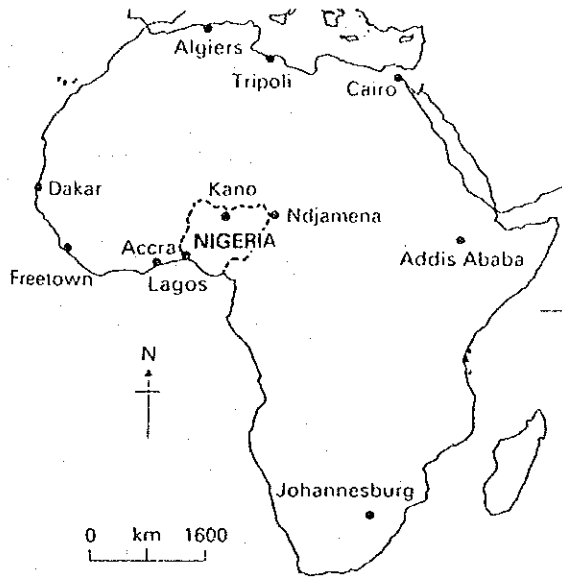 Algiers
Tripoli
Cairo
Dakar
Kano
Ndjamena
NIGERIA
Accra
Addis Ababa
Freetown
Lagos
N
Johannesburg
0 km 1600